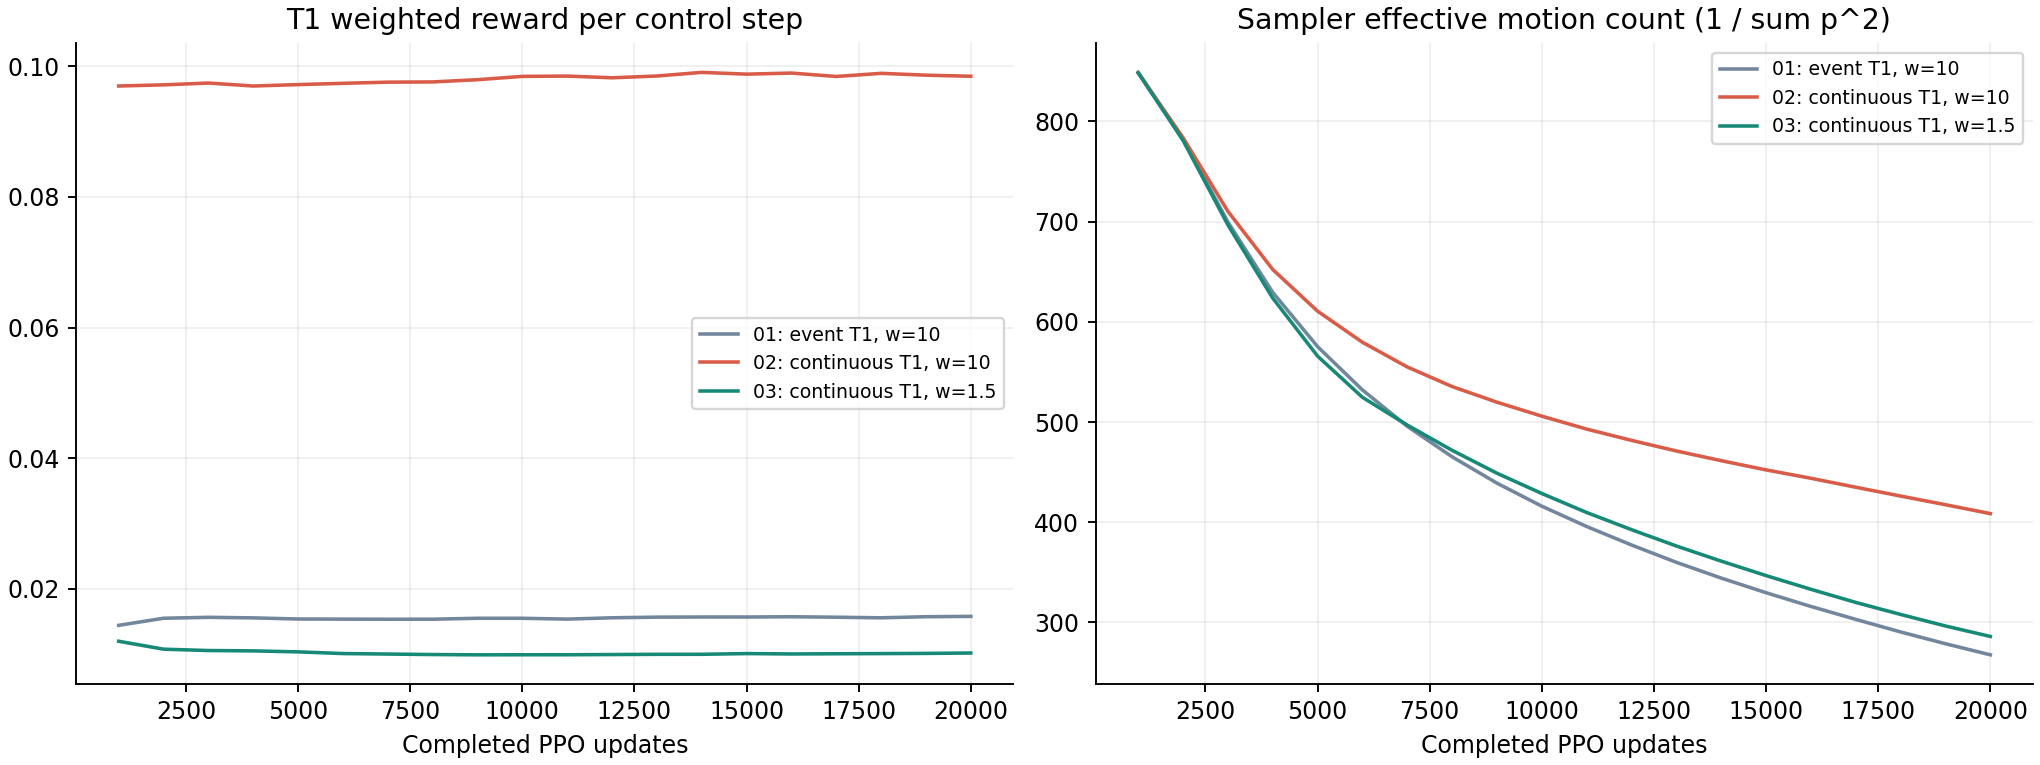 T1 weighted reward per control step
0.10
0.08
0.06
0.04
0.02
01: event T1, w=10
02: continuous T1, w=10
03: continuous T1, w=1.5
2500 5000 7500 10000 12500 15000 17500 20000
Completed PPO updates
Sampler effective motion count (1 / sum p^2)
800
700
600
500
400
300
01: event T1, w=10
02: continuous T1, w=10
03: continuous T1, w=1.5
2500 5000 7500 10000 12500 15000 17500 20000
Completed PPO updates